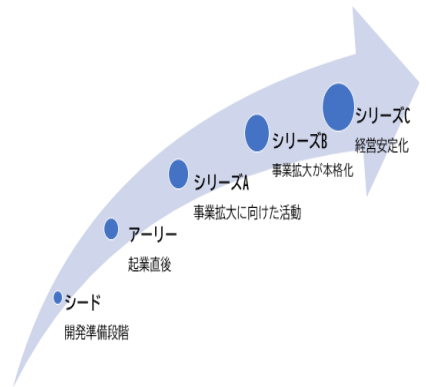 シリーズC
経営安定化
シリーズB
事業拡大が本格化
シリーズA
事業拡大に向けた活動
アーリー
起業直後
シード
開発準備段階